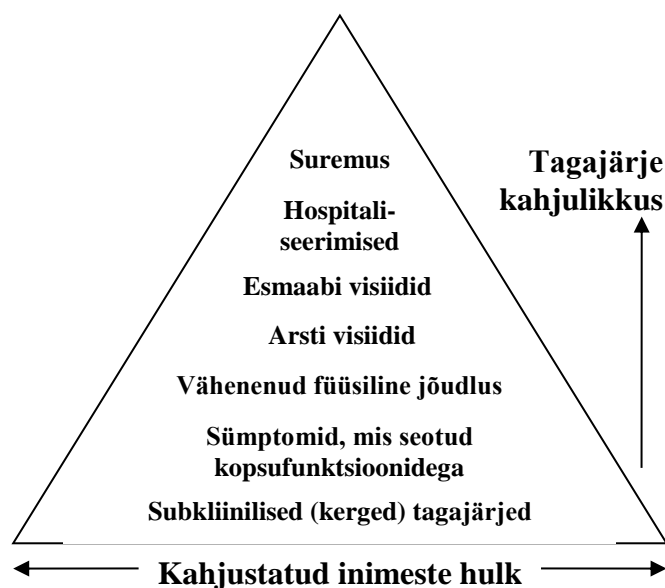 Suremus
Hospitali-
seerimised
Esmaabi visiidid
Arsti visiidid
Vähenenud füüsiline jõudlus
Sümptomid, mis seotud
kopsufunktsioonidega
Subkliinilised (kerged) tagajärjed
Tagajärje
kahjulikkus
Kahjustatud inimeste hulk